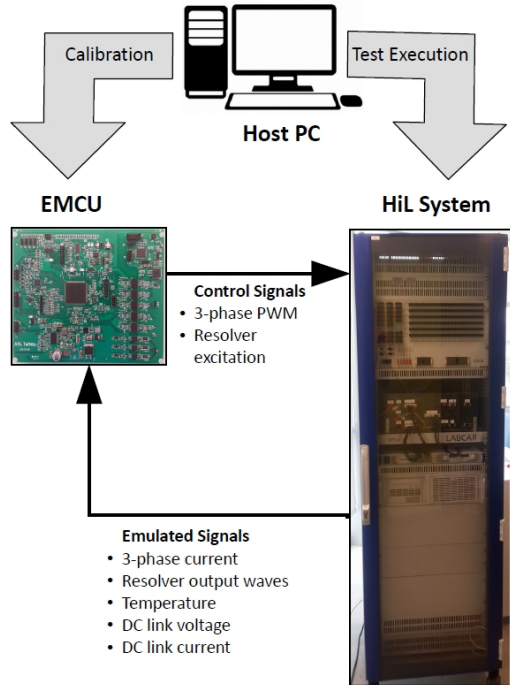 Calibration
Test Execution
Host PC
EMCU
HiL System
Control Signals
• 3-phase PWM
• Resolver
excitation
LABCAR
Emulated Signals
• 3-phase current
• Resolver output waves
• Temperature
• DC link voltage
• DC link current